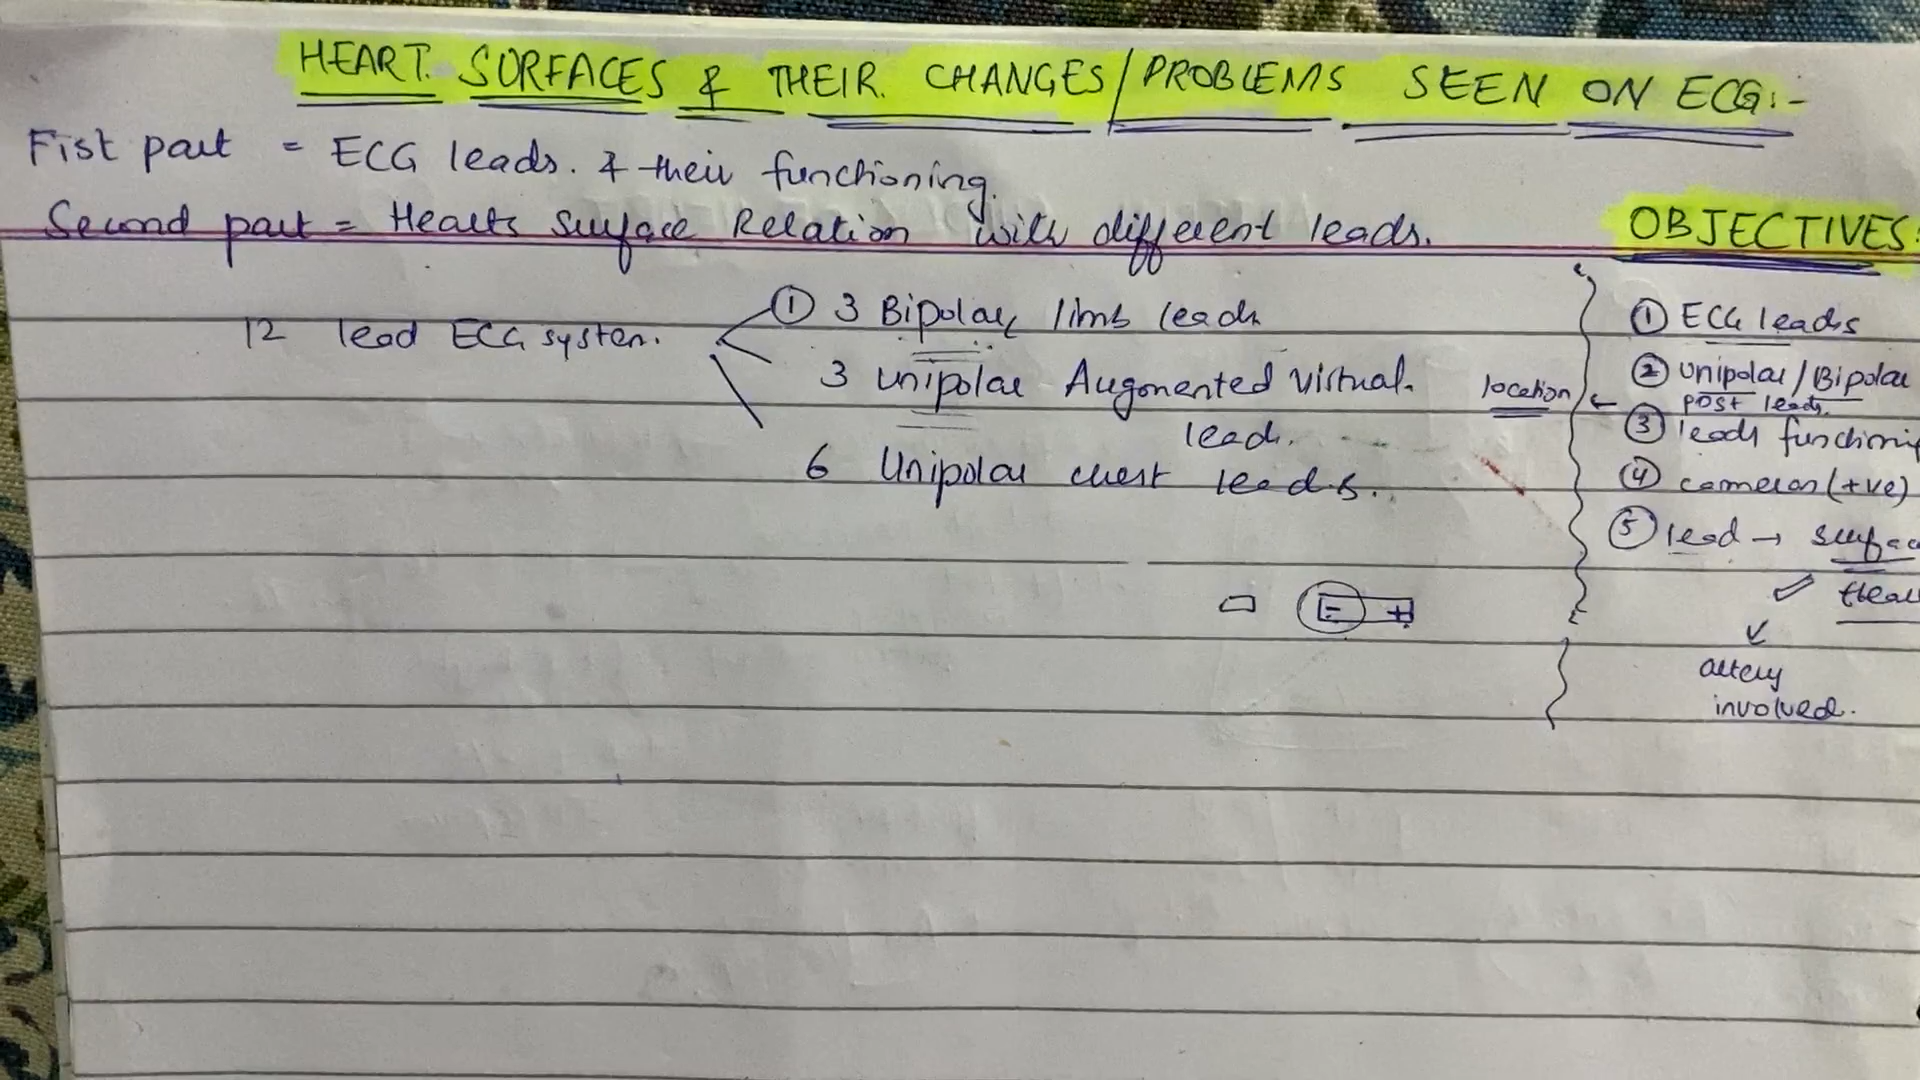 HEART SURFACES & THEIR CHANGES/PROBLEMS SEEN ON ECG:-
Fist part = ECG leads. & their functioning.
Second part = Hearts Surface Relation with different leads.
OBJECTIVES:
12 lead ECG system.
① 3 Bipolar limb leads
3 unipolar Augmented virtual
lead.
6 Unipolar chest leads.
location
① ECG leads
② unipolar/Bipolar
post leads.
③ leads functioni
④ cameras (+ve)
⑤ lead → surfac
Hear
artery
involved.
- +